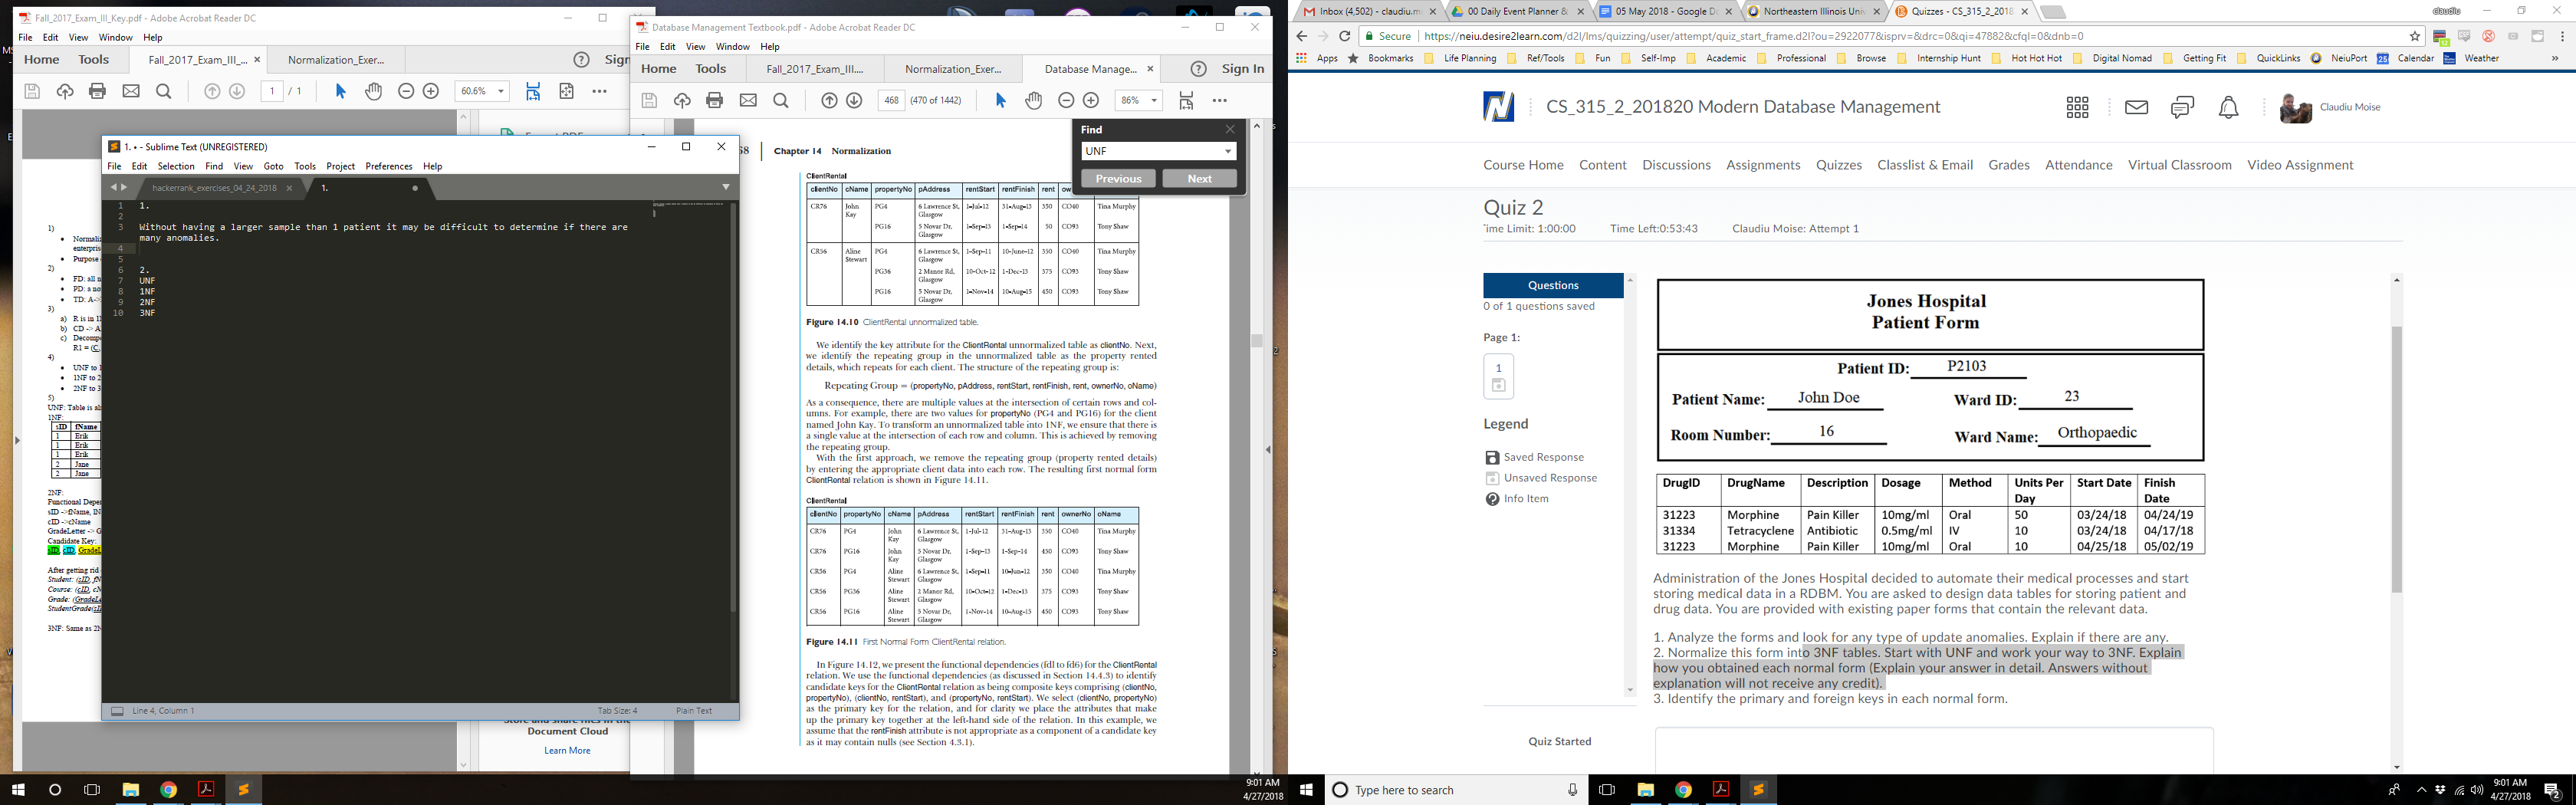 Fall_2017_Exam_III_Key.pdf - Adobe Acrobat Reader DC
File Edit View Window Help
Home Tools Fall_2017_Exam_III_... × Normalization_Exer...
1 / 1 60.6%
Database Management Textbook.pdf - Adobe Acrobat Reader DC
File Edit View Window Help
Home Tools Fall_2017_Exam_III.... Normalization_Exer... Database Manage... × Sign In
468 (470 of 1442) 86%
Find
UNF
Previous Next
1. • - Sublime Text (UNREGISTERED)
File Edit Selection Find View Goto Tools Project Preferences Help
hackerrank_exercises_04_24_2018 × 1.
1 1.
2
3 Without having a larger sample than 1 patient it may be difficult to determine if there are
many anomalies.
4
5
6 2.
7 UNF
8 1NF
9 2NF
10 3NF
Line 4, Column 1 Tab Size: 4 Plain Text
Document Cloud
Learn More
Chapter 14 Normalization
ClientRental
clientNo cName propertyNo pAddress rentStart rentFinish rent
CR76 John Kay PG4 6 Lawrence St, Glasgow 1-Jul-12 31-Aug-13 350 CO40 Tina Murphy
PG16 5 Novar Dr, Glasgow 1-Sep-13 1-Sep-14 50 CO93 Tony Shaw
CR56 Aline Stewart PG4 6 Lawrence St, Glasgow 1-Sep-11 10-June-12 350 CO40 Tina Murphy
PG36 2 Manor Rd, Glasgow 10-Oct-12 1-Dec-13 375 CO93 Tony Shaw
PG16 5 Novar Dr, Glasgow 1-Nov-14 10-Aug-15 450 CO93 Tony Shaw
Figure 14.10 ClientRental unnormalized table.
We identify the key attribute for the ClientRental unnormalized table as clientNo. Next,
we identify the repeating group in the unnormalized table as the property rented
details, which repeats for each client. The structure of the repeating group is:
Repeating Group = (propertyNo, pAddress, rentStart, rentFinish, rent, ownerNo, oName)
As a consequence, there are multiple values at the intersection of certain rows and col-
umns. For example, there are two values for propertyNo (PG4 and PG16) for the client
named John Kay. To transform an unnormalized table into 1NF, we ensure that there is
a single value at the intersection of each row and column. This is achieved by removing
the repeating group.
With the first approach, we remove the repeating group (property rented details)
by entering the appropriate client data into each row. The resulting first normal form
ClientRental relation is shown in Figure 14.11.
ClientRental
clientNo propertyNo cName pAddress rentStart rentFinish rent ownerNo oName
CR76 PG4 John Kay 6 Lawrence St, Glasgow 1-Jul-12 31-Aug-13 350 CO40 Tina Murphy
CR76 PG16 John Kay 5 Novar Dr, Glasgow 1-Sep-13 1-Sep-14 450 CO93 Tony Shaw
CR56 PG4 Aline Stewart 6 Lawrence St, Glasgow 1-Sep-11 10-Jun-12 350 CO40 Tina Murphy
CR56 PG36 Aline Stewart 2 Manor Rd, Glasgow 10-Oct-12 1-Dec-13 375 CO93 Tony Shaw
CR56 PG16 Aline Stewart 5 Novar Dr, Glasgow 1-Nov-14 10-Aug-15 450 CO93 Tony Shaw
Figure 14.11 First Normal Form ClientRental relation.
In Figure 14.12, we present the functional dependencies (fd1 to fd6) for the ClientRental
relation. We use the functional dependencies (as discussed in Section 14.4.3) to identify
candidate keys for the ClientRental relation as being composite keys comprising (clientNo,
propertyNo), (clientNo, rentStart), and (propertyNo, rentStart). We select (clientNo, propertyNo)
as the primary key for the relation, and for clarity we place the attributes that make
up the primary key together at the left-hand side of the relation. In this example, we
assume that the rentFinish attribute is not appropriate as a component of a candidate key
as it may contain nulls (see Section 4.3.1).
9:01 AM
4/27/2018
Inbox (4,502) - claudiu.m × 00 Daily Event Planner & × 05 May 2018 - Google D × Northeastern Illinois Univ × Quizzes - CS_315_2_2018 × claudiu
Secure https://neiu.desire2learn.com/d2l/lms/quizzing/user/attempt/quiz_start_frame.d2l?ou=2922077&isprv=&drc=0&qi=47882&cfql=0&dnb=0
Apps Bookmarks Life Planning Ref/Tools Fun Self-Imp Academic Professional Browse Internship Hunt Hot Hot Hot Digital Nomad Getting Fit QuickLinks NeiuPort Calendar Weather
CS_315_2_201820 Modern Database Management Claudiu Moise
Course Home Content Discussions Assignments Quizzes Classlist & Email Grades Attendance Virtual Classroom Video Assignment
Quiz 2
Time Limit: 1:00:00 Time Left:0:53:43 Claudiu Moise: Attempt 1
Questions
0 of 1 questions saved
Page 1:
1
Legend
Saved Response
Unsaved Response
Info Item
Quiz Started
Jones Hospital
Patient Form
Patient ID: P2103
Patient Name: John Doe Ward ID: 23
Room Number: 16 Ward Name: Orthopaedic
DrugID DrugName Description Dosage Method Units Per Day Start Date Finish Date
31223 Morphine Pain Killer 10mg/ml Oral 50 03/24/18 04/24/19
31334 Tetracyclene Antibiotic 0.5mg/ml IV 10 03/24/18 04/17/18
31223 Morphine Pain Killer 10mg/ml Oral 10 04/25/18 05/02/19
Administration of the Jones Hospital decided to automate their medical processes and start
storing medical data in a RDBM. You are asked to design data tables for storing patient and
drug data. You are provided with existing paper forms that contain the relevant data.
1. Analyze the forms and look for any type of update anomalies. Explain if there are any.
2. Normalize this form into 3NF tables. Start with UNF and work your way to 3NF. Explain
how you obtained each normal form (Explain your answer in detail. Answers without
explanation will not receive any credit).
3. Identify the primary and foreign keys in each normal form.
Type here to search
9:01 AM
4/27/2018